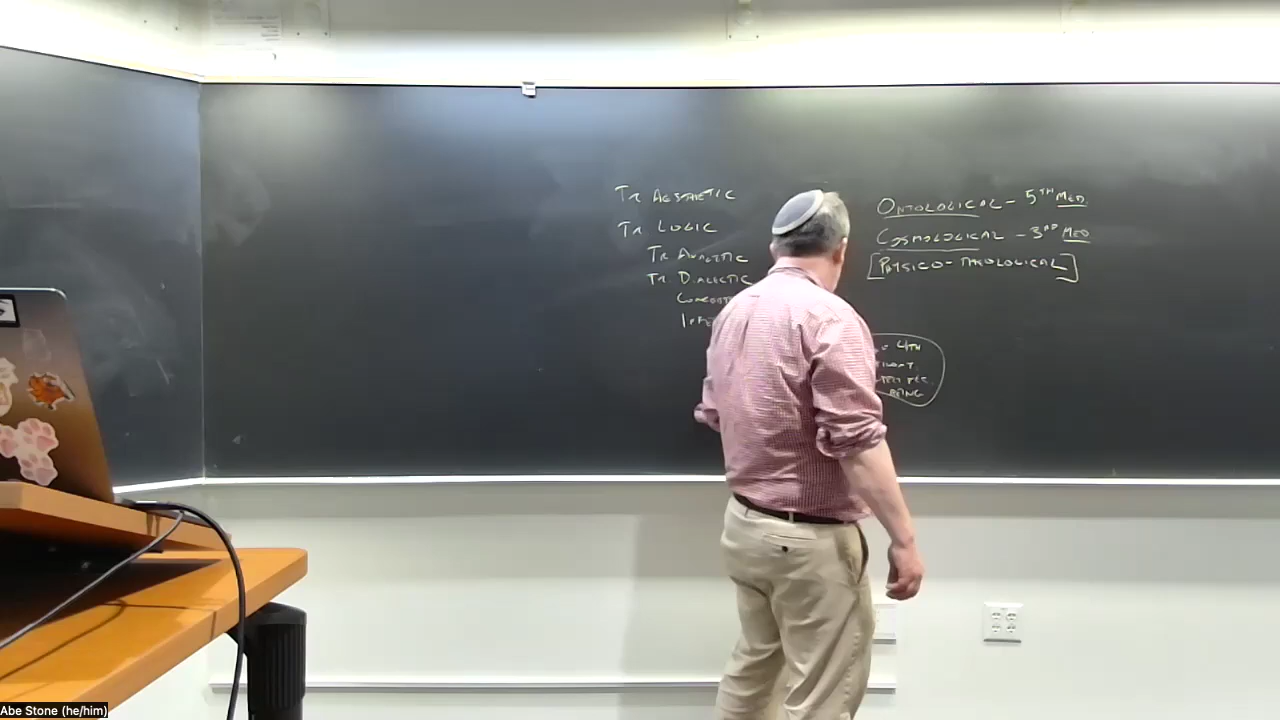 Tr AESTHETIC
Tr LOGIC
Tr ANALYTIC
Tr. DIALECTIC
ONTOLOGICAL - 5TH MED
COSMOLOGICAL - 3RD MED
[PHYSICO-THEOLOGICAL]
BEING
Abe Stone (he/him)